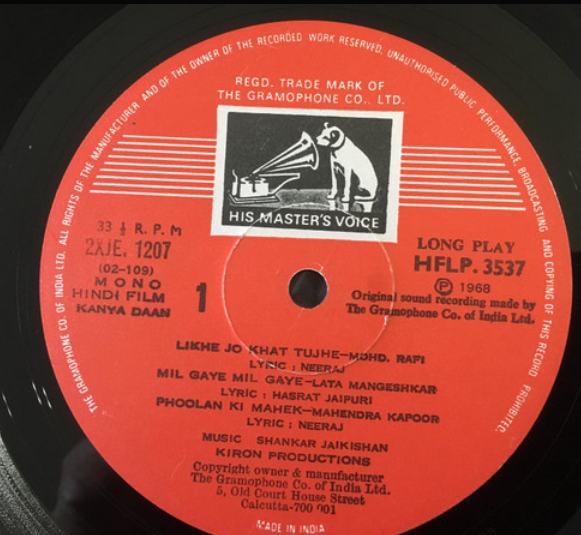 THE GRAMOPHONE CO. OF INDIA LTD. ALL RIGHTS OF THE MANUFACTURER AND OF THE OWNER OF THE RECORDED WORK RESERVED, UNAUTHORISED PUBLIC PERFORMANCE, BROADCASTING AND COPYING OF THIS RECORD PROHIBITED.
REGD. TRADE MARK OF
THE GRAMOPHONE CO., LTD.
HIS MASTER'S VOICE
33 ⅓ R. P. M
2XJE. 1207
(02-109)
MONO
HINDI FILM
KANYA DAAN
1
LONG PLAY
HFLP. 3537
Ⓟ 1968
Original sound recording made by
The Gramophone Co. of India Ltd.
LIKHE JO KHAT TUJHE—MOHD. RAFI
LYRIC : NEERAJ
MIL GAYE MIL GAYE—LATA MANGESHKAR
LYRIC : HASRAT JAIPURI
PHOOLAN KI MAHEK—MAHENDRA KAPOOR
LYRIC : NEERAJ
MUSIC SHANKAR JAIKISHAN
KIRON PRODUCTIONS
Copyright owner & manufacturer
The Gramophone Co. of India Ltd.
5, Old Court House Street
Calcutta-700 001
MADE IN INDIA